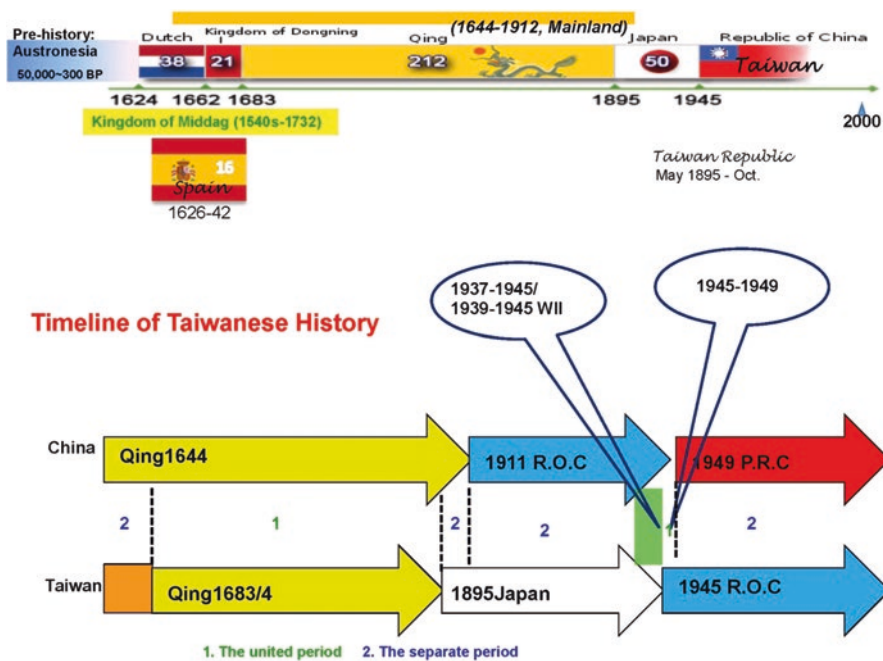 Pre-history:
Austronesia
50,000~300 BP
Dutch
Kingdom of Dongning
Qing
(1644-1912, Mainland)
Japan
Republic of China
38
21
212
50
Taiwan
1624
1662
1683
1895
1945
2000
Kingdom of Middag (1540s-1732)
16
Spain
1626-42
Taiwan Republic
May 1895 - Oct.
1937-1945/
1939-1945 WII
1945-1949
Timeline of Taiwanese History
China
Qing1644
1911 R.O.C
1949 P.R.C
2
1
2
2
1
2
Taiwan
Qing1683/4
1895Japan
1945 R.O.C
1. The united period
2. The separate period